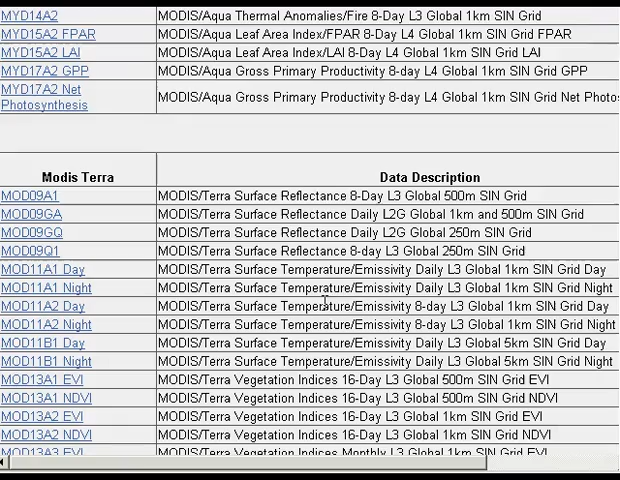 MYD14A2 MODIS/Aqua Thermal Anomalies/Fire 8-Day L3 Global 1km SIN Grid
MYD15A2 FPAR MODIS/Aqua Leaf Area Index/FPAR 8-Day L4 Global 1km SIN Grid FPAR
MYD15A2 LAI MODIS/Aqua Leaf Area Index/LAI 8-Day L4 Global 1km SIN Grid LAI
MYD17A2 GPP MODIS/Aqua Gross Primary Productivity 8-day L4 Global 1km SIN Grid GPP
MYD17A2 Net
Photosynthesis MODIS/Aqua Gross Primary Productivity 8-day L4 Global 1km SIN Grid Net Photos
Modis Terra Data Description
MOD09A1 MODIS/Terra Surface Reflectance 8-Day L3 Global 500m SIN Grid
MOD09GA MODIS/Terra Surface Reflectance Daily L2G Global 1km and 500m SIN Grid
MOD09GQ MODIS/Terra Surface Reflectance Daily L2G Global 250m SIN Grid
MOD09Q1 MODIS/Terra Surface Reflectance 8-day L3 Global 250m SIN Grid
MOD11A1 Day MODIS/Terra Surface Temperature/Emissivity Daily L3 Global 1km SIN Grid Day
MOD11A1 Night MODIS/Terra Surface Temperature/Emissivity Daily L3 Global 1km SIN Grid Night
MOD11A2 Day MODIS/Terra Surface Temperature/Emissivity 8-day L3 Global 1km SIN Grid Day
MOD11A2 Night MODIS/Terra Surface Temperature/Emissivity 8-day L3 Global 1km SIN Grid Night
MOD11B1 Day MODIS/Terra Surface Temperature/Emissivity Daily L3 Global 5km SIN Grid Day
MOD11B1 Night MODIS/Terra Surface Temperature/Emissivity Daily L3 Global 5km SIN Grid Night
MOD13A1 EVI MODIS/Terra Vegetation Indices 16-Day L3 Global 500m SIN Grid EVI
MOD13A1 NDVI MODIS/Terra Vegetation Indices 16-Day L3 Global 500m SIN Grid NDVI
MOD13A2 EVI MODIS/Terra Vegetation Indices 16-Day L3 Global 1km SIN Grid EVI
MOD13A2 NDVI MODIS/Terra Vegetation Indices 16-Day L3 Global 1km SIN Grid NDVI
MOD13A3 EVI MODIS/Terra Vegetation Indices Monthly L3 Global 1km SIN Grid EVI